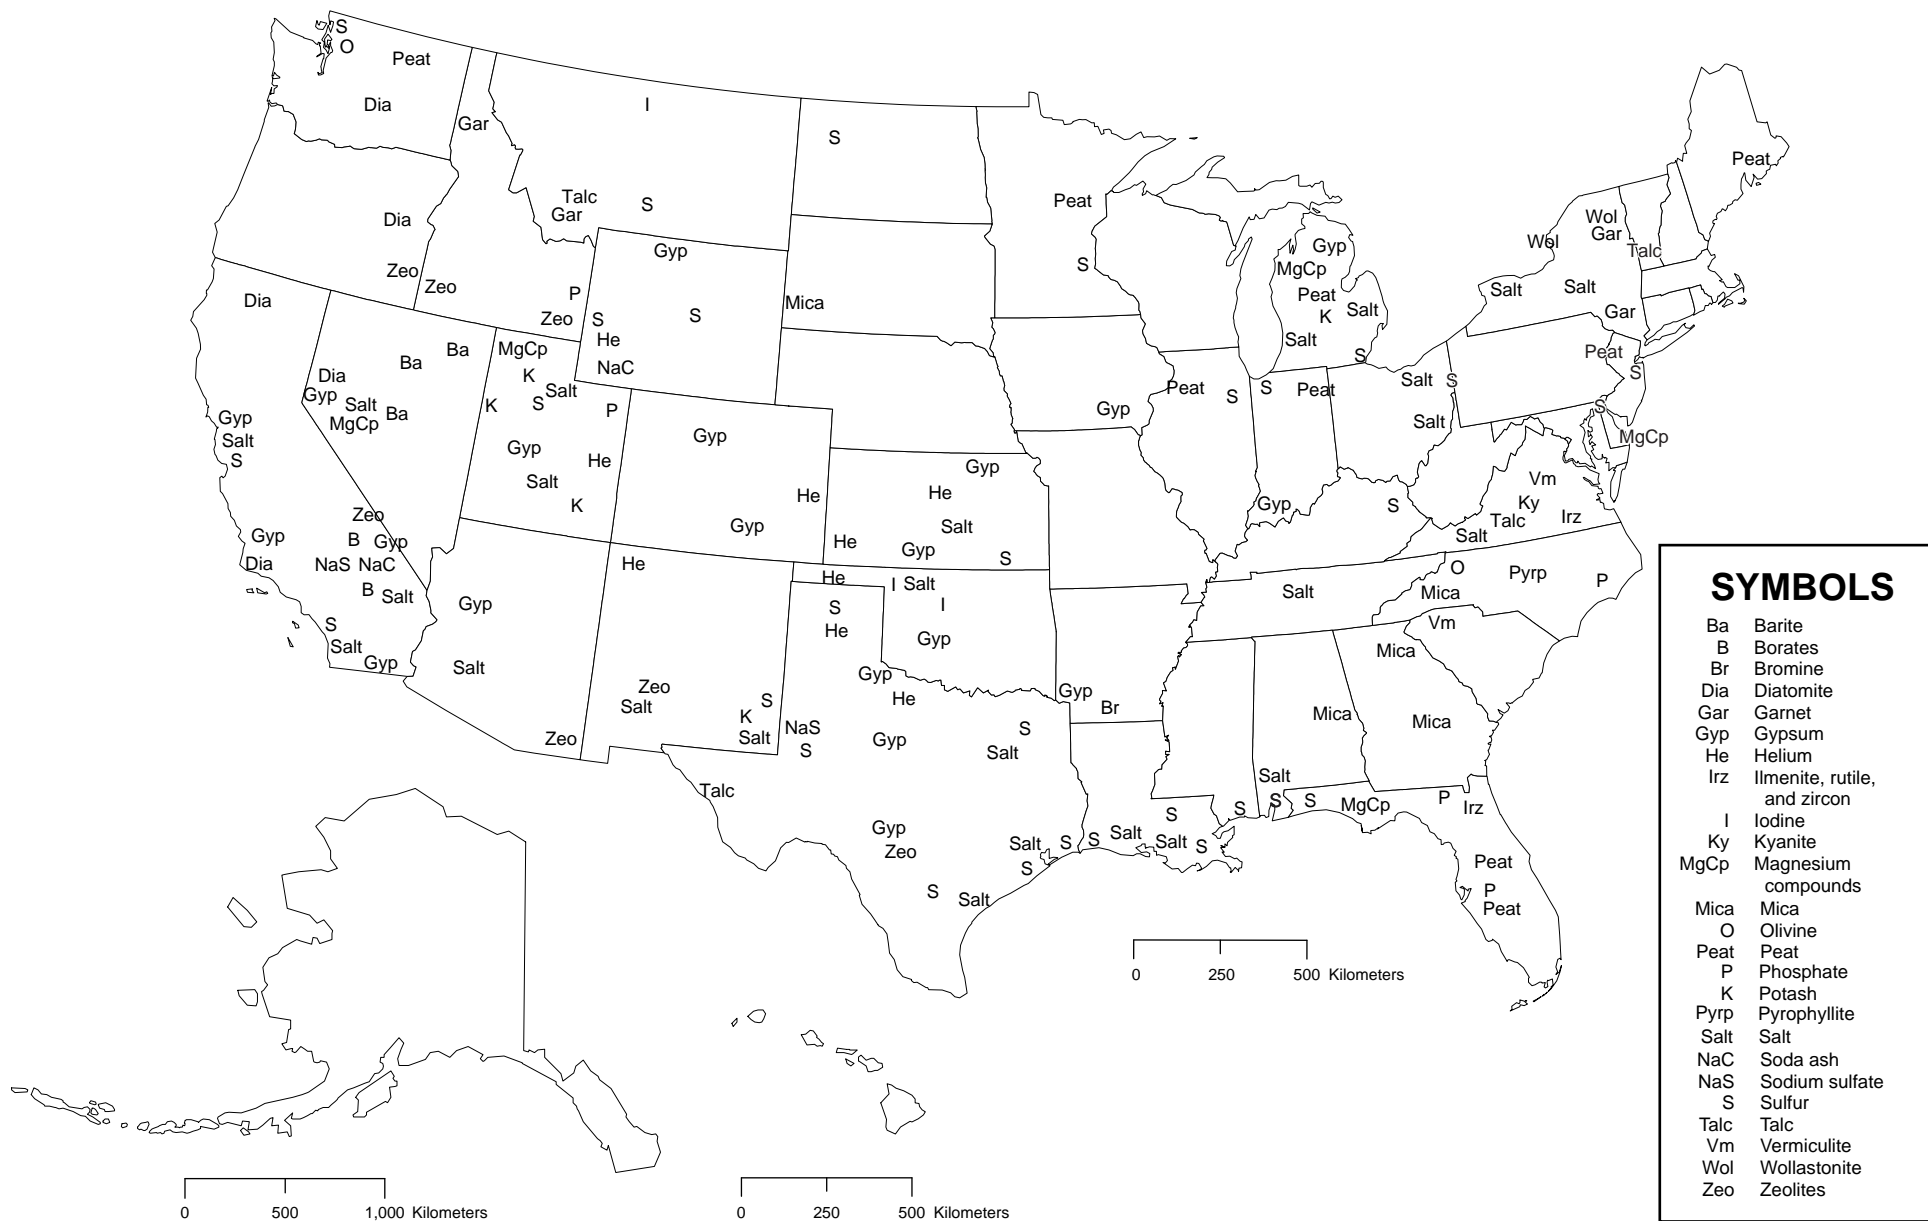 S
O
Peat
Dia
Gar
I
S
Talc
Gar
S
Dia
Zeo
Zeo
P
Zeo
Gyp
S
S
He
NaC
Mica
Peat
S
Gyp
MgCp
Peat
K
Salt
Salt
S
Peat
Wol
Wol
Gar
Talc
Salt
Salt
Gar
Peat
S
Dia
Ba
Ba
Dia
Gyp
Salt
MgCp
Ba
MgCp
K
Salt
K
S
P
Gyp
He
Salt
K
Gyp
Salt
S
Gyp
Dia
Zeo
B
Gyp
NaS
NaC
B
Salt
S
Salt
Gyp
Gyp
He
Gyp
Gyp
He
Salt
He
Gyp
S
Gyp
Peat
S
S
Peat
Gyp
Salt
S
Salt
S
MgCp
S
Vm
Ky
Talc
Irz
Salt
Gyp
Salt
Zeo
He
Zeo
Salt
S
K
Salt
He
S
He
I
Salt
I
Gyp
Gyp
He
NaS
S
Gyp
S
Salt
Talc
Gyp
Zeo
Salt
S
S
S
Salt
Gyp
Br
Salt
O
Pyrp
P
Mica
Vm
Mica
Mica
Mica
Salt
S
S
S
S
S
Salt
Salt
S
MgCp
P
Irz
Peat
P
Peat
0 250 500 Kilometers
0 500 1,000 Kilometers
0 250 500 Kilometers
SYMBOLS
Ba Barite
B Borates
Br Bromine
Dia Diatomite
Gar Garnet
Gyp Gypsum
He Helium
Irz Ilmenite, rutile,
and zircon
I Iodine
Ky Kyanite
MgCp Magnesium
compounds
Mica Mica
O Olivine
Peat Peat
P Phosphate
K Potash
Pyrp Pyrophyllite
Salt Salt
NaC Soda ash
NaS Sodium sulfate
S Sulfur
Talc Talc
Vm Vermiculite
Wol Wollastonite
Zeo Zeolites